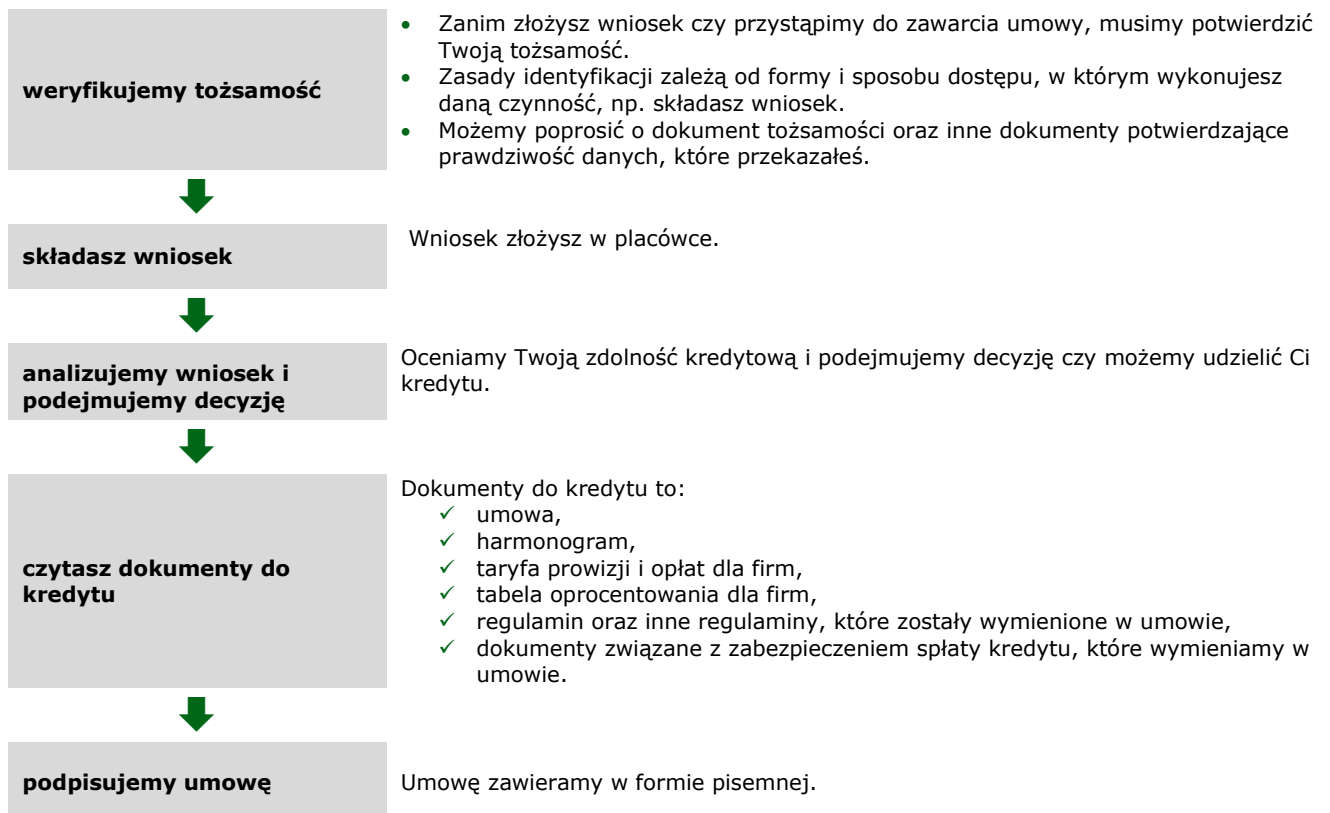 weryfikujemy tożsamość
• Zanim złożysz wniosek czy przystąpimy do zawarcia umowy, musimy potwierdzić
Twoją tożsamość.
• Zasady identyfikacji zależą od formy i sposobu dostępu, w którym wykonujesz
daną czynność, np. składasz wniosek.
• Możemy poprosić o dokument tożsamości oraz inne dokumenty potwierdzające
prawdziwość danych, które przekazałeś.
składasz wniosek
Wniosek złożysz w placówce.
analizujemy wniosek i
podejmujemy decyzję
Oceniamy Twoją zdolność kredytową i podejmujemy decyzję czy możemy udzielić Ci
kredytu.
czytasz dokumenty do
kredytu
Dokumenty do kredytu to:
✓ umowa,
✓ harmonogram,
✓ taryfa prowizji i opłat dla firm,
✓ tabela oprocentowania dla firm,
✓ regulamin oraz inne regulaminy, które zostały wymienione w umowie,
✓ dokumenty związane z zabezpieczeniem spłaty kredytu, które wymieniamy w
umowie.
podpisujemy umowę
Umowę zawieramy w formie pisemnej.